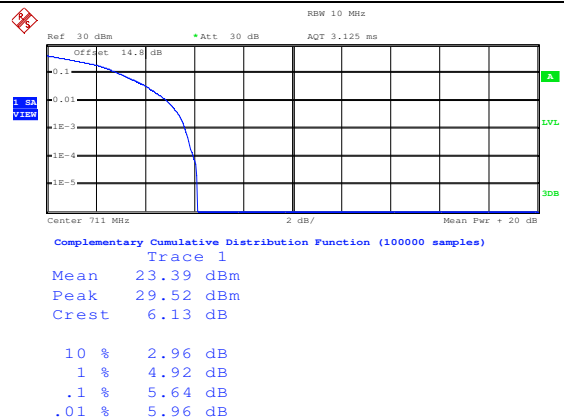 RBW 10 MHz
Ref 30 dBm *Att 30 dB AQT 3.125 ms
Offset 14.8 dB
0.1
A
0.01
1 SA
VIEW
1E-3
LVL
1E-4
1E-5
3DB
Center 711 MHz 2 dB/ Mean Pwr + 20 dB
Complementary Cumulative Distribution Function (100000 samples)
Trace 1
Mean 23.39 dBm
Peak 29.52 dBm
Crest 6.13 dB
10 % 2.96 dB
1 % 4.92 dB
.1 % 5.64 dB
.01 % 5.96 dB